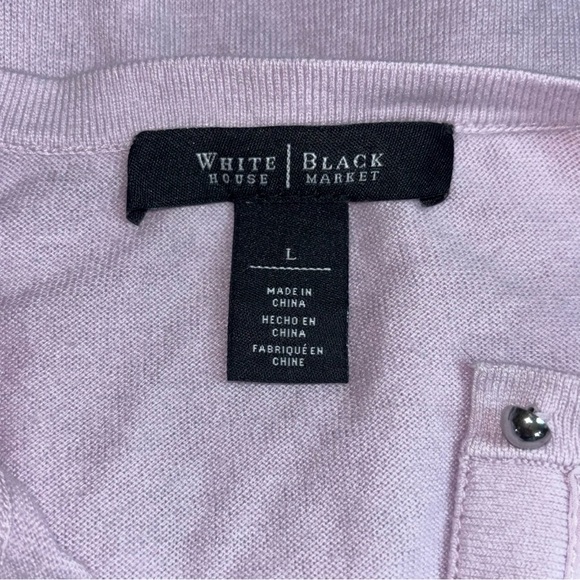 WHITE | BLACK
HOUSE | MARKET
L
MADE IN
CHINA
HECHO EN
CHINA
FABRIQUÉ EN
CHINE